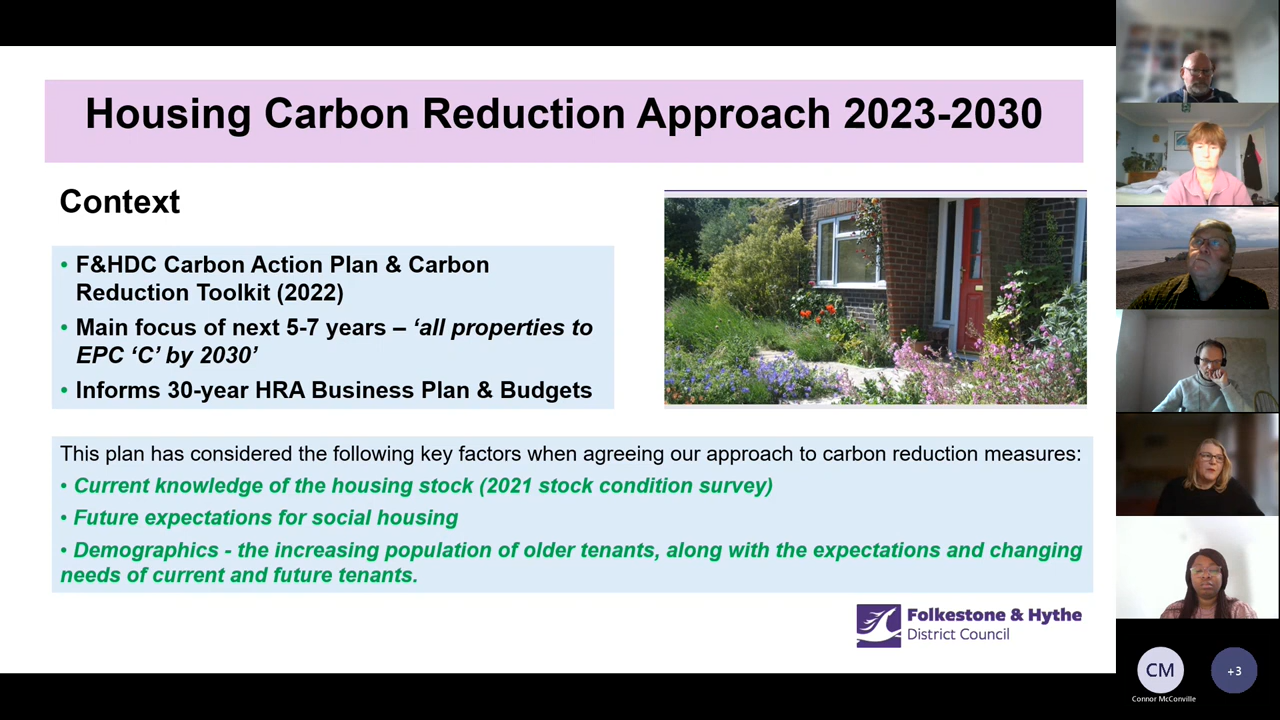 Housing Carbon Reduction Approach 2023-2030
Context
• F&HDC Carbon Action Plan & Carbon
Reduction Toolkit (2022)
• Main focus of next 5-7 years – ‘all properties to
EPC ‘C’ by 2030’
• Informs 30-year HRA Business Plan & Budgets
This plan has considered the following key factors when agreeing our approach to carbon reduction measures:
• Current knowledge of the housing stock (2021 stock condition survey)
• Future expectations for social housing
• Demographics - the increasing population of older tenants, along with the expectations and changing
needs of current and future tenants.
Folkestone & Hythe
District Council
CM
Connor McConville
+3